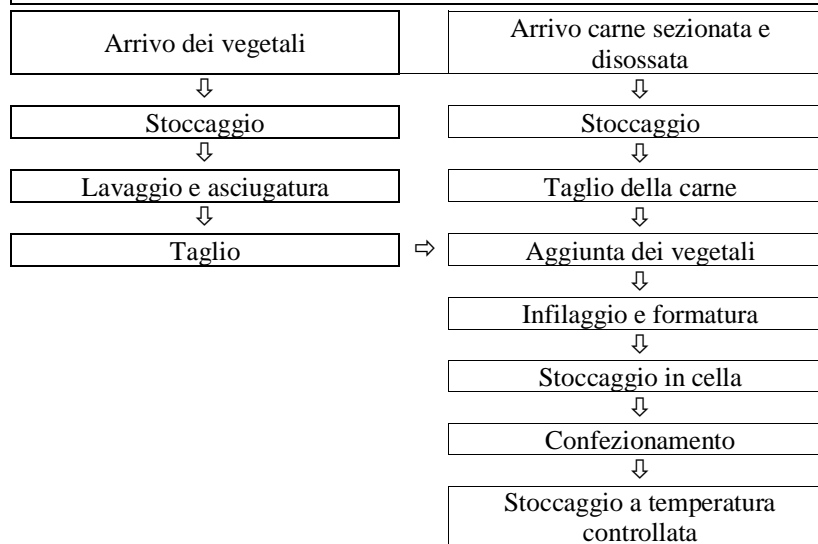 Arrivo dei vegetali
Stoccaggio
Lavaggio e asciugatura
Taglio
Arrivo carne sezionata e
disossata
Stoccaggio
Taglio della carne
Aggiunta dei vegetali
Infilaggio e formatura
Stoccaggio in cella
Confezionamento
Stoccaggio a temperatura
controllata